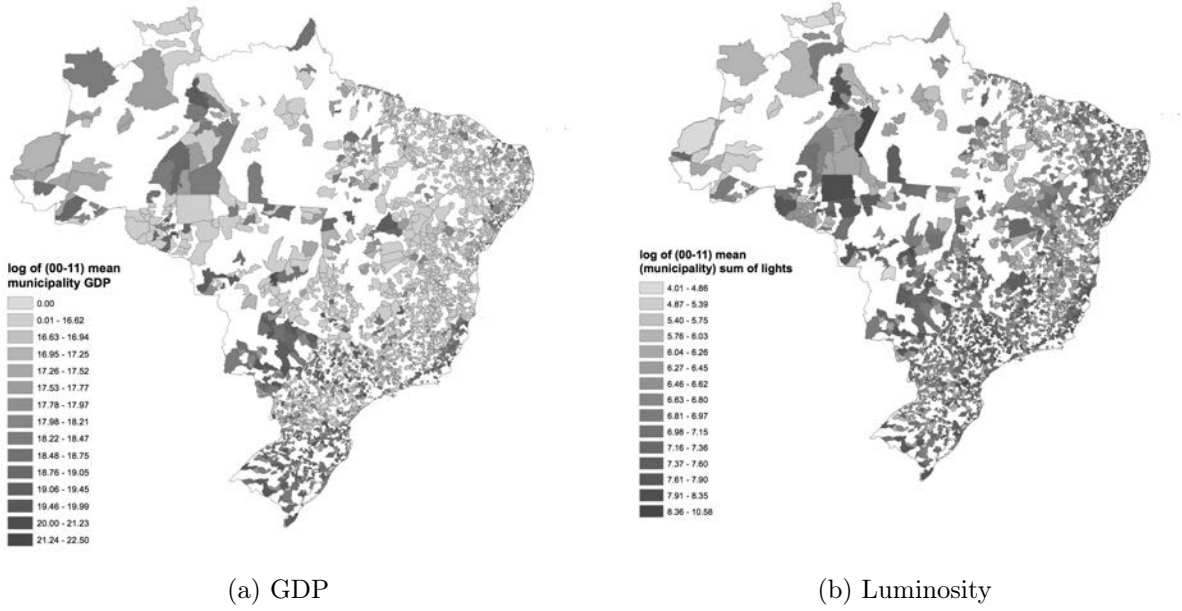 log of (00-11) mean
municipality GDP
0.00
0.01 - 16.62
16.63 - 16.94
16.95 - 17.25
17.26 - 17.52
17.53 - 17.77
17.78 - 17.97
17.98 - 18.21
18.22 - 18.47
18.48 - 18.75
18.76 - 19.05
19.06 - 19.45
19.46 - 19.99
20.00 - 21.23
21.24 - 22.50
(a) GDP
log of (00-11) mean
(municipality) sum of lights
4.01 - 4.86
4.87 - 5.39
5.40 - 5.75
5.76 - 6.03
6.04 - 6.26
6.27 - 6.45
6.46 - 6.62
6.63 - 6.80
6.81 - 6.97
6.98 - 7.15
7.16 - 7.36
7.37 - 7.60
7.61 - 7.90
7.91 - 8.35
8.36 - 10.58
(b) Luminosity